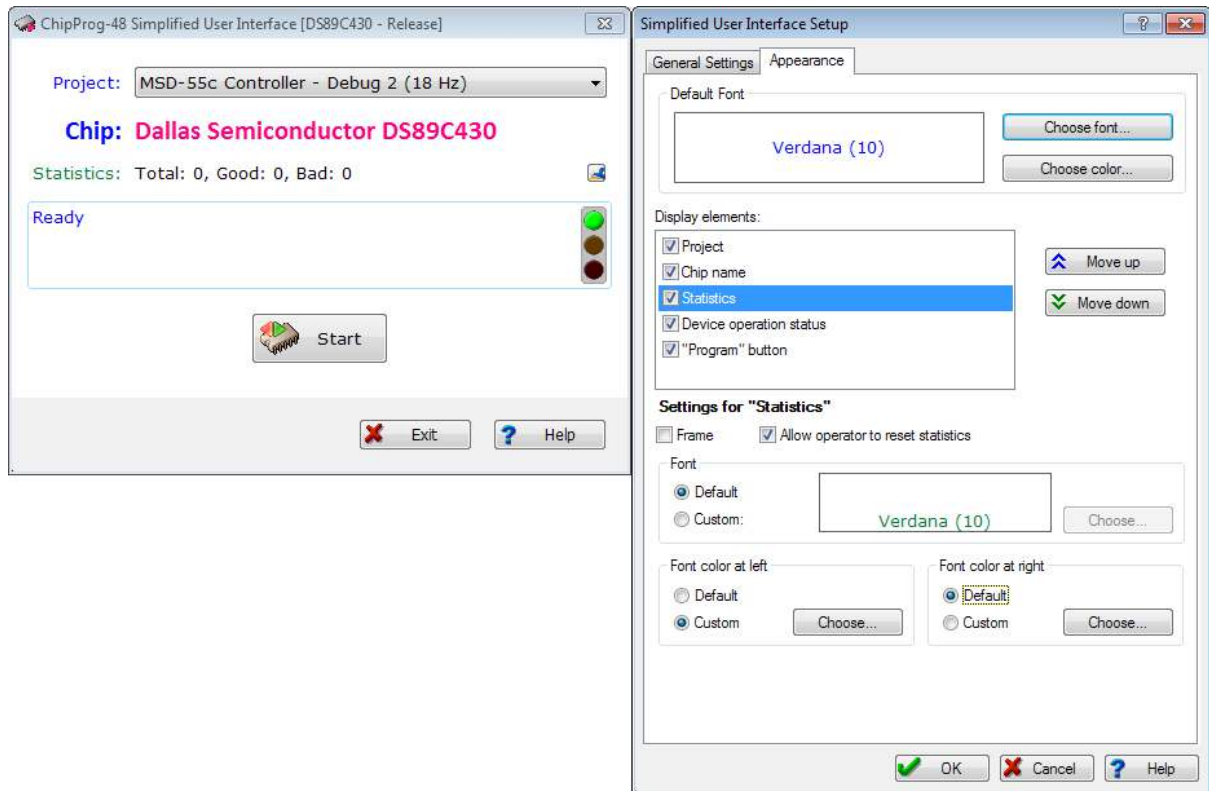 ChipProg-48 Simplified User Interface [DS89C430 - Release]
Project: MSD-55c Controller - Debug 2 (18 Hz)
Chip: Dallas Semiconductor DS89C430
Statistics: Total: 0, Good: 0, Bad: 0
Ready
Start
Exit ? Help
Simplified User Interface Setup
General Settings Appearance
Default Font
Verdana (10)
Choose font...
Choose color...
Display elements:
Project
Chip name
Statistics
Device operation status
"Program" button
Move up
Move down
Settings for "Statistics"
Frame Allow operator to reset statistics
Font
Default
Custom: Verdana (10) Choose...
Font color at left
Default
Custom Choose...
Font color at right
Default
Custom Choose...
OK Cancel ? Help